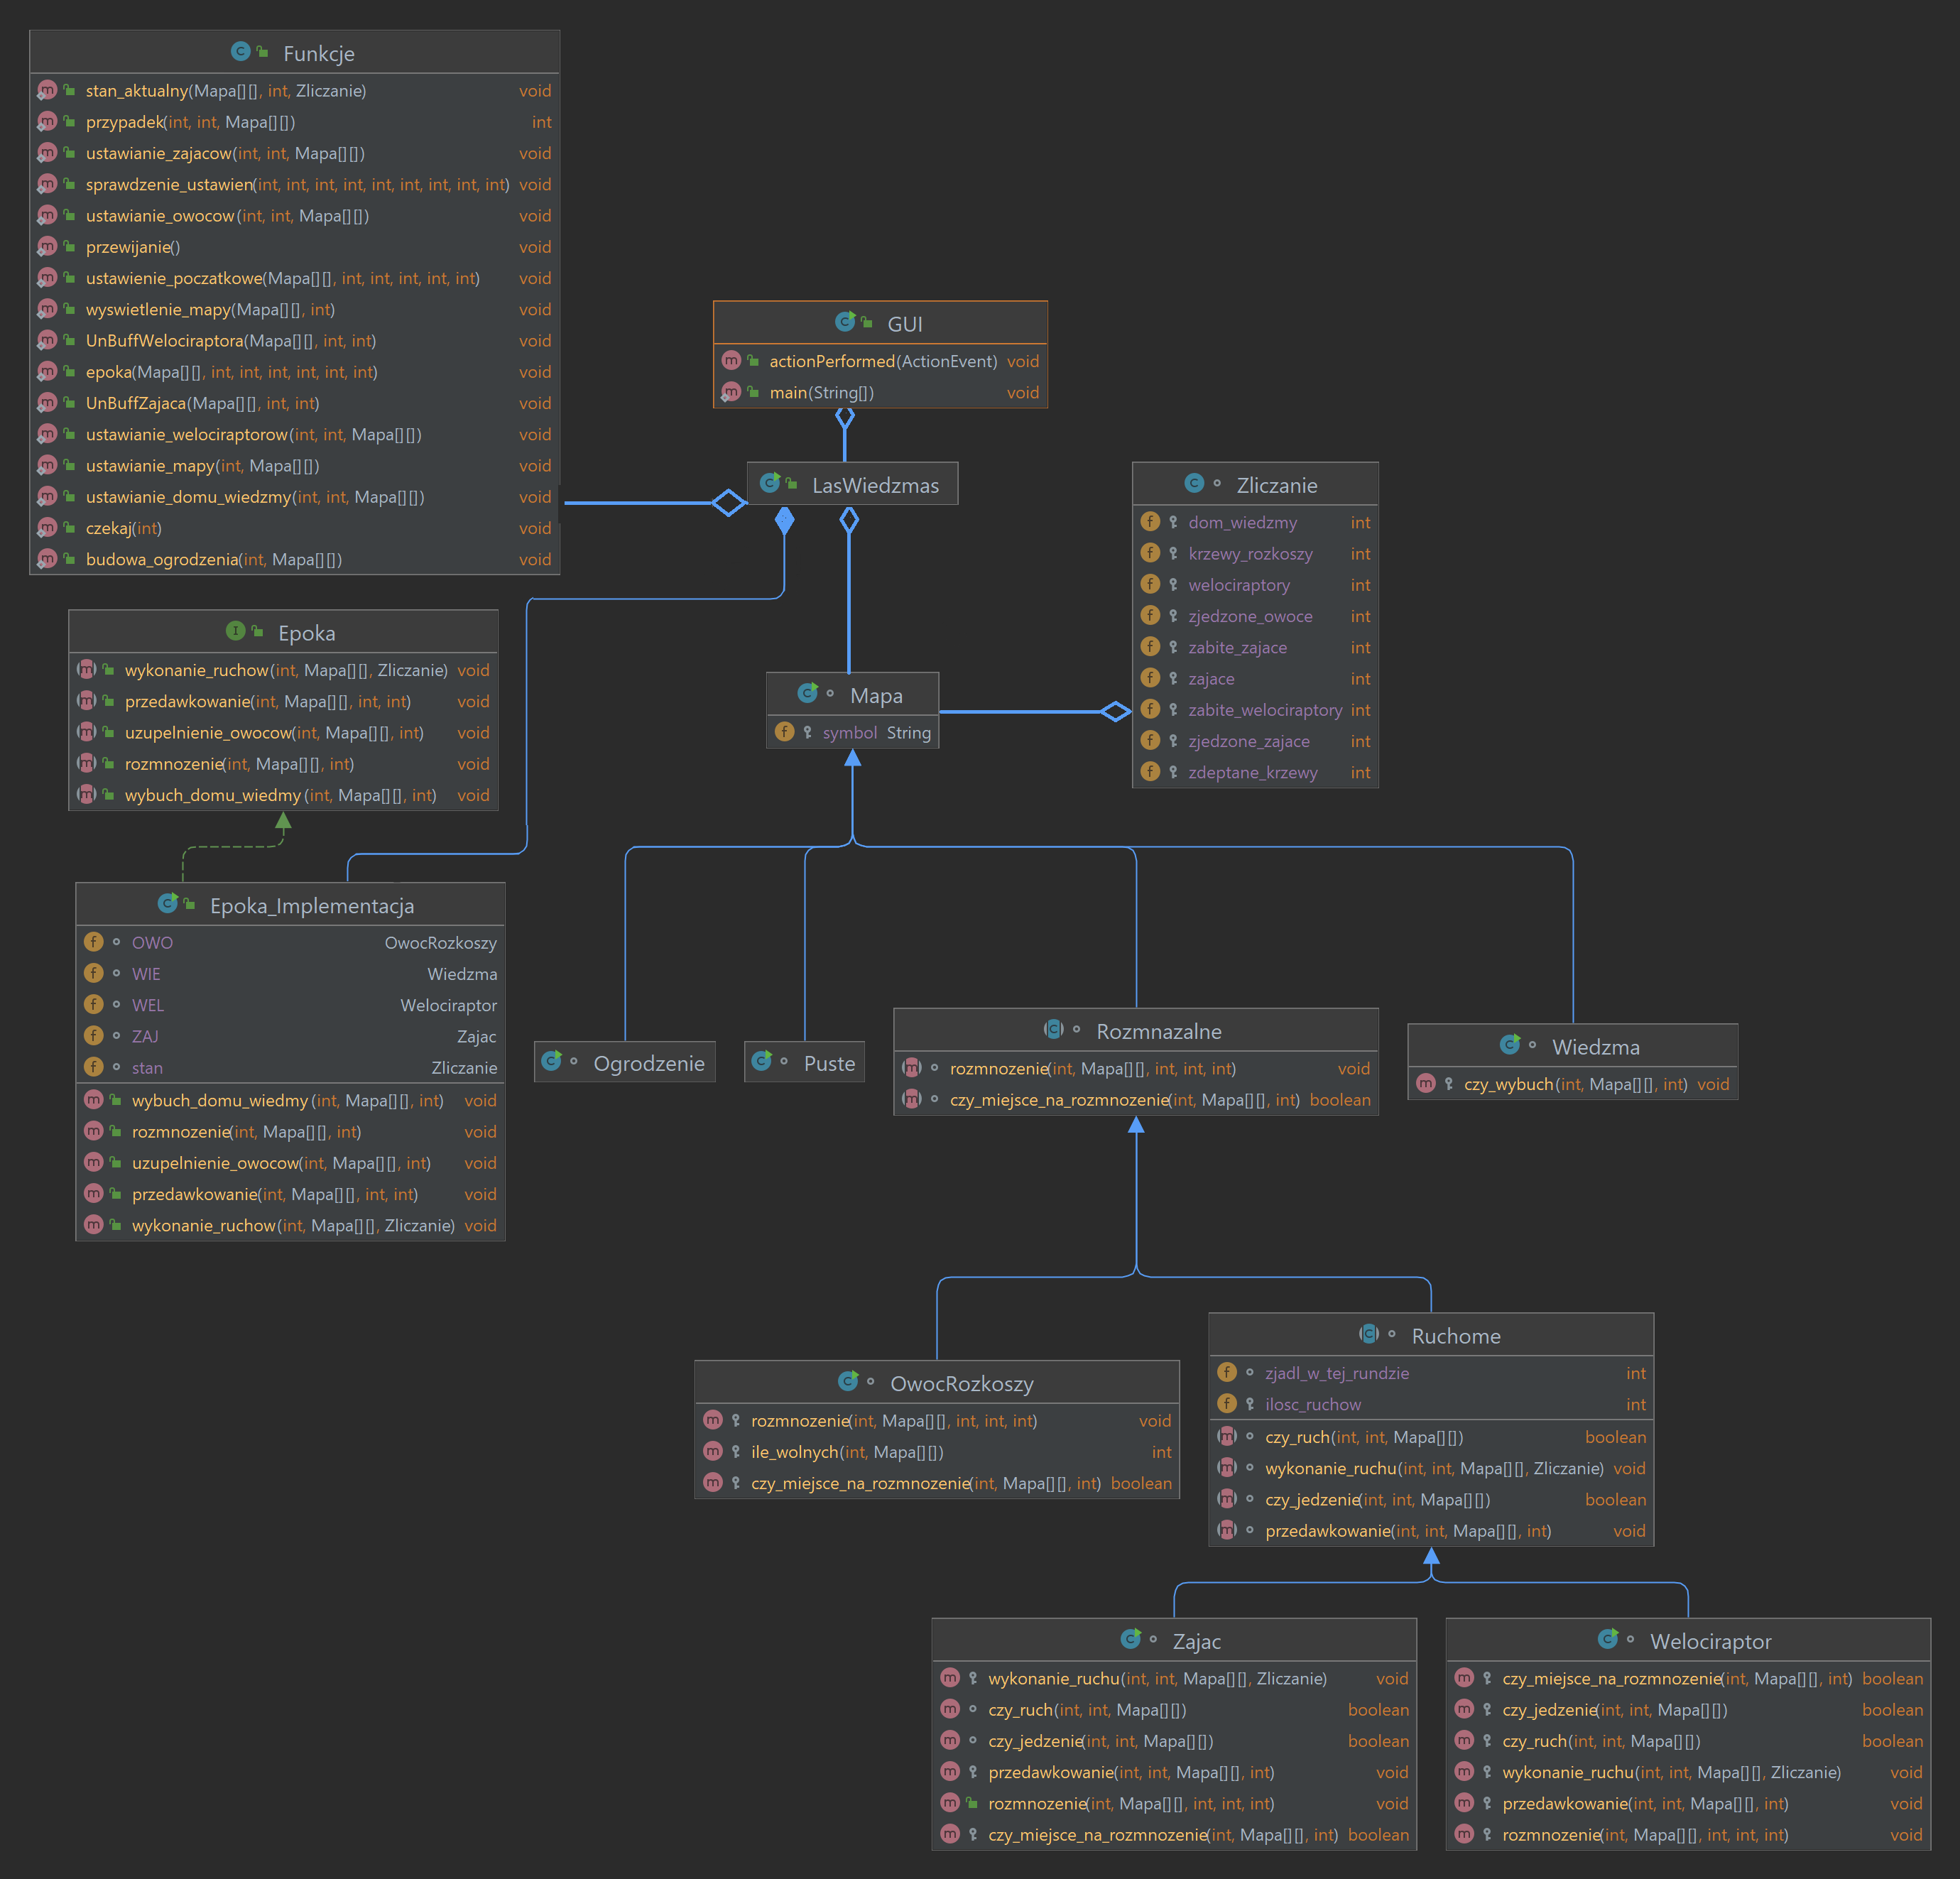 Funkcje
stan_aktualny(Mapa[][], int, Zliczanie) void
przypadek(int, int, Mapa[][]) int
ustawianie_zajacow(int, int, Mapa[][]) void
sprawdzenie_ustawien(int, int, int, int, int, int, int, int, int) void
ustawianie_owocow(int, int, Mapa[][]) void
przewijanie() void
ustawienie_poczatkowe(Mapa[][], int, int, int, int, int) void
wyswietlenie_mapy(Mapa[][], int) void
UnBuffWelociraptora(Mapa[][], int, int) void
epoka(Mapa[][], int, int, int, int, int, int) void
UnBuffZajaca(Mapa[][], int, int) void
ustawianie_welociraptorow(int, int, Mapa[][]) void
ustawianie_mapy(int, Mapa[][]) void
ustawianie_domu_wiedzmy(int, int, Mapa[][]) void
czekaj(int) void
budowa_ogrodzenia(int, Mapa[][]) void
GUI
actionPerformed(ActionEvent) void
main(String[]) void
LasWiedzmas
Zliczanie
dom_wiedzmy int
krzewy_rozkoszy int
welociraptory int
zjedzone_owoce int
zabite_zajace int
zajace int
zabite_welociraptory int
zjedzone_zajace int
zdeptane_krzewy int
Epoka
wykonanie_ruchow(int, Mapa[][], Zliczanie) void
przedawkowanie(int, Mapa[][], int, int) void
uzupelnienie_owocow(int, Mapa[][], int) void
rozmnozenie(int, Mapa[][], int) void
wybuch_domu_wiedmy(int, Mapa[][], int) void
Mapa
symbol String
Epoka_Implementacja
OWO OwocRozkoszy
WIE Wiedzma
WEL Welociraptor
ZAJ Zajac
stan Zliczanie
wybuch_domu_wiedmy(int, Mapa[][], int) void
rozmnozenie(int, Mapa[][], int) void
uzupelnienie_owocow(int, Mapa[][], int) void
przedawkowanie(int, Mapa[][], int, int) void
wykonanie_ruchow(int, Mapa[][], Zliczanie) void
Ogrodzenie
Puste
Rozmnazalne
rozmnozenie(int, Mapa[][], int, int, int) void
czy_miejsce_na_rozmnozenie(int, Mapa[][], int) boolean
Wiedzma
czy_wybuch(int, Mapa[][], int) void
OwocRozkoszy
rozmnozenie(int, Mapa[][], int, int, int) void
ile_wolnych(int, Mapa[][]) int
czy_miejsce_na_rozmnozenie(int, Mapa[][], int) boolean
Ruchome
zjadl_w_tej_rundzie int
ilosc_ruchow int
czy_ruch(int, int, Mapa[][]) boolean
wykonanie_ruchu(int, int, Mapa[][], Zliczanie) void
czy_jedzenie(int, int, Mapa[][]) boolean
przedawkowanie(int, int, Mapa[][], int) void
Zajac
wykonanie_ruchu(int, int, Mapa[][], Zliczanie) void
czy_ruch(int, int, Mapa[][]) boolean
czy_jedzenie(int, int, Mapa[][]) boolean
przedawkowanie(int, int, Mapa[][], int) void
rozmnozenie(int, Mapa[][], int, int, int) void
czy_miejsce_na_rozmnozenie(int, Mapa[][], int) boolean
Welociraptor
czy_miejsce_na_rozmnozenie(int, Mapa[][], int) boolean
czy_jedzenie(int, int, Mapa[][]) boolean
czy_ruch(int, int, Mapa[][]) boolean
wykonanie_ruchu(int, int, Mapa[][], Zliczanie) void
przedawkowanie(int, int, Mapa[][], int) void
rozmnozenie(int, Mapa[][], int, int, int) void